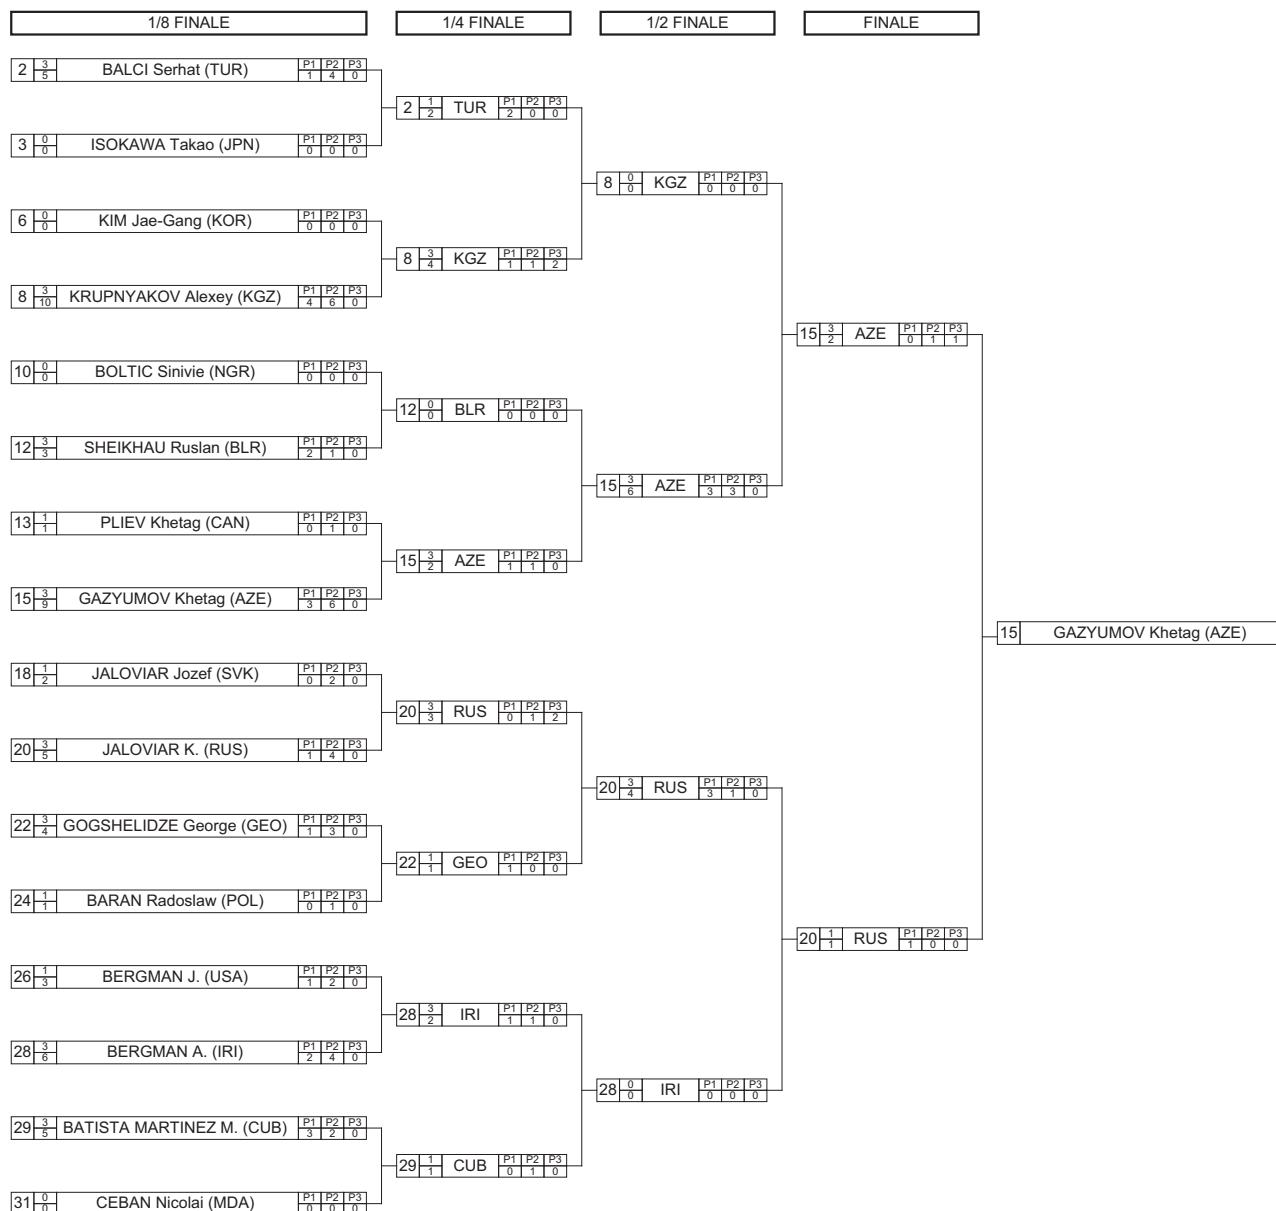 1/8 FINALE 1/4 FINALE 1/2 FINALE FINALE
2 3 5 BALCI Serhat (TUR) P1 P2 P3 1 4 0
2 1 2 TUR P1 P2 P3 2 0 0
3 0 0 ISOKAWA Takao (JPN) P1 P2 P3 0 0 0
8 0 0 KGZ P1 P2 P3 0 0 0
6 0 0 KIM Jae-Gang (KOR) P1 P2 P3 0 0 0
8 3 4 KGZ P1 P2 P3 1 1 2
8 3 10 KRUPNYAKOV Alexey (KGZ) P1 P2 P3 4 6 0
15 3 2 AZE P1 P2 P3 0 1 1
10 0 0 BOLTIC Sinivie (NGR) P1 P2 P3 0 0 0
12 0 0 BLR P1 P2 P3 0 0 0
12 3 3 SHEIKHAU Ruslan (BLR) P1 P2 P3 2 1 0
15 3 6 AZE P1 P2 P3 3 3 0
13 1 1 PLIEV Khetag (CAN) P1 P2 P3 0 1 0
15 3 2 AZE P1 P2 P3 1 1 0
15 3 9 GAZYUMOV Khetag (AZE) P1 P2 P3 3 6 0
15 GAZYUMOV Khetag (AZE)
18 1 2 JALOVIAR Jozef (SVK) P1 P2 P3 0 2 0
20 3 3 RUS P1 P2 P3 0 1 2
20 3 5 JALOVIAR K. (RUS) P1 P2 P3 1 4 0
20 3 4 RUS P1 P2 P3 3 1 0
22 3 4 GOGSHELIDZE George (GEO) P1 P2 P3 1 3 0
22 1 1 GEO P1 P2 P3 1 0 0
24 1 1 BARAN Radoslaw (POL) P1 P2 P3 0 1 0
20 1 1 RUS P1 P2 P3 1 0 0
26 1 3 BERGMAN J. (USA) P1 P2 P3 1 2 0
28 3 2 IRI P1 P2 P3 1 1 0
28 3 6 BERGMAN A. (IRI) P1 P2 P3 2 4 0
28 0 0 IRI P1 P2 P3 0 0 0
29 3 5 BATISTA MARTINEZ M. (CUB) P1 P2 P3 3 2 0
29 1 1 CUB P1 P2 P3 0 1 0
31 0 0 CEBAN Nicolai (MDA) P1 P2 P3 0 0 0